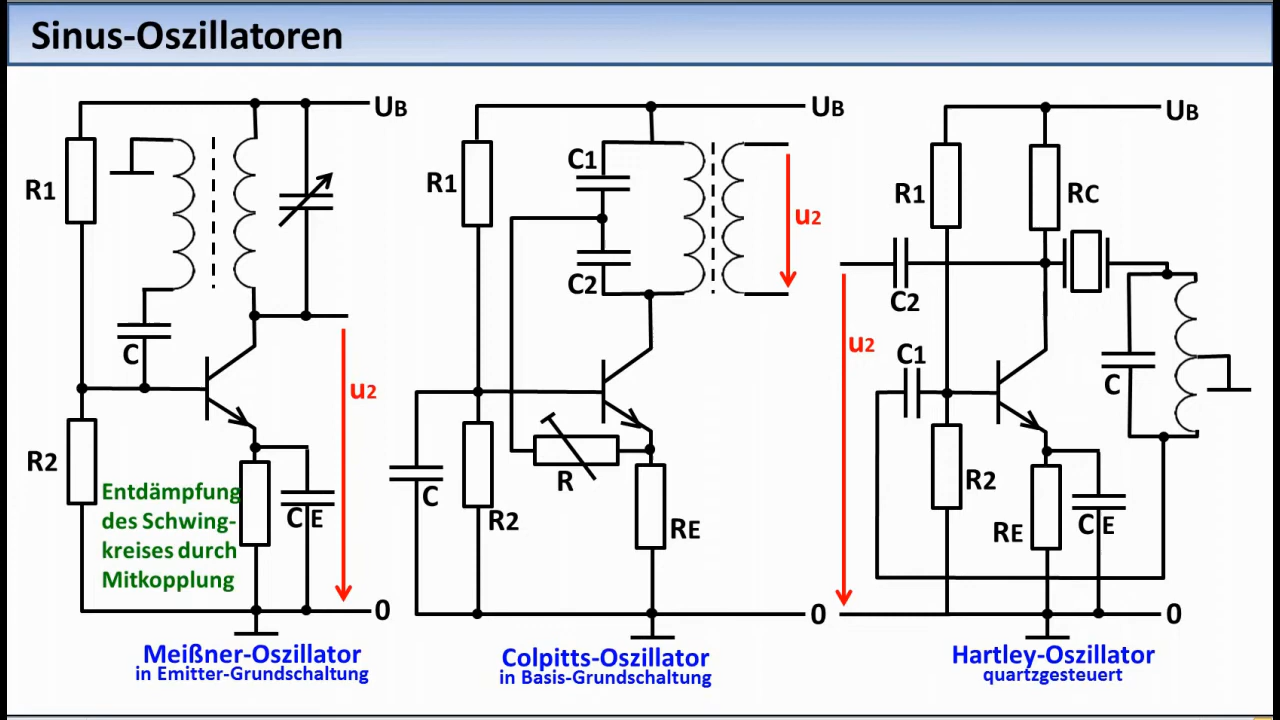 Sinus-Oszillatoren
UB
R1
C
u2
R2
Entdämpfung
des Schwing-
kreises durch
Mitkopplung
CE
0
Meißner-Oszillator
in Emitter-Grundschaltung
UB
C1
R1
u2
C2
R
C
R2
RE
0
Colpitts-Oszillator
in Basis-Grundschaltung
UB
R1
RC
C2
u2
C1
C
R2
RE
CE
0
Hartley-Oszillator
quartzgesteuert